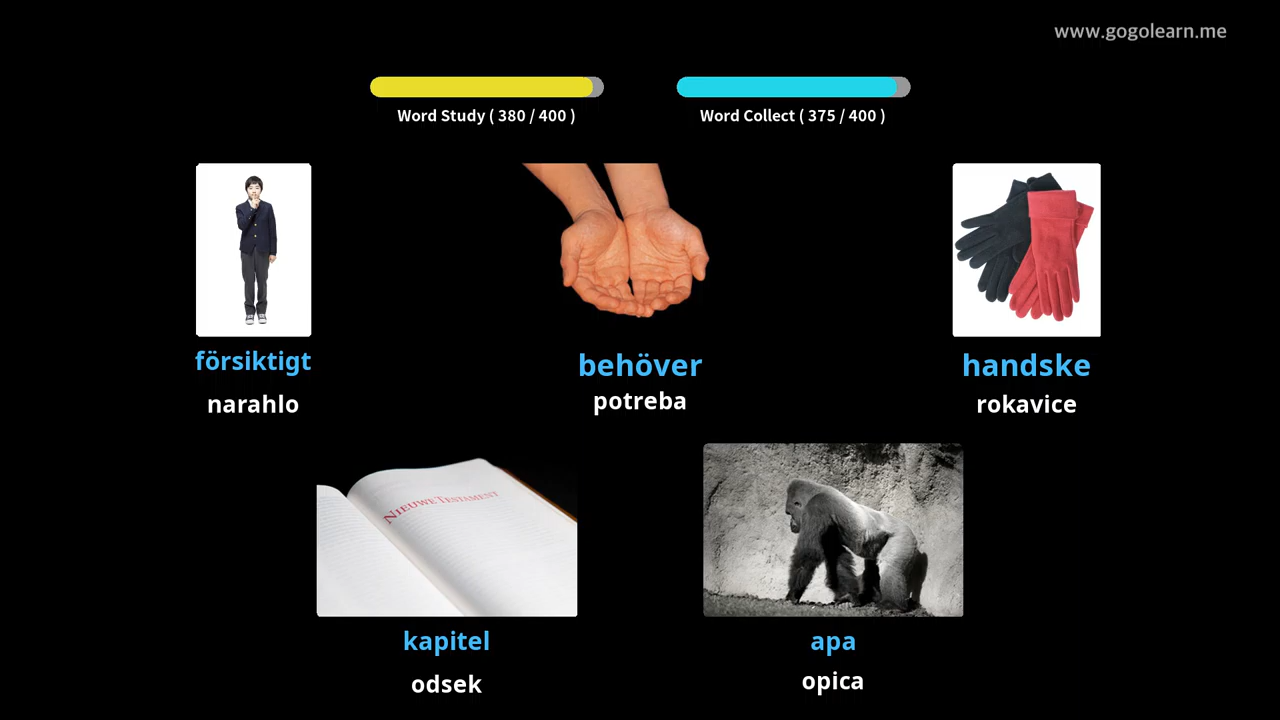 www.gogolearn.me
Word Study ( 380 / 400 )
Word Collect ( 375 / 400 )
försiktigt
narahlo
behöver
potreba
handske
rokavice
NIEUWE TESTAMENT
kapitel
odsek
apa
opica